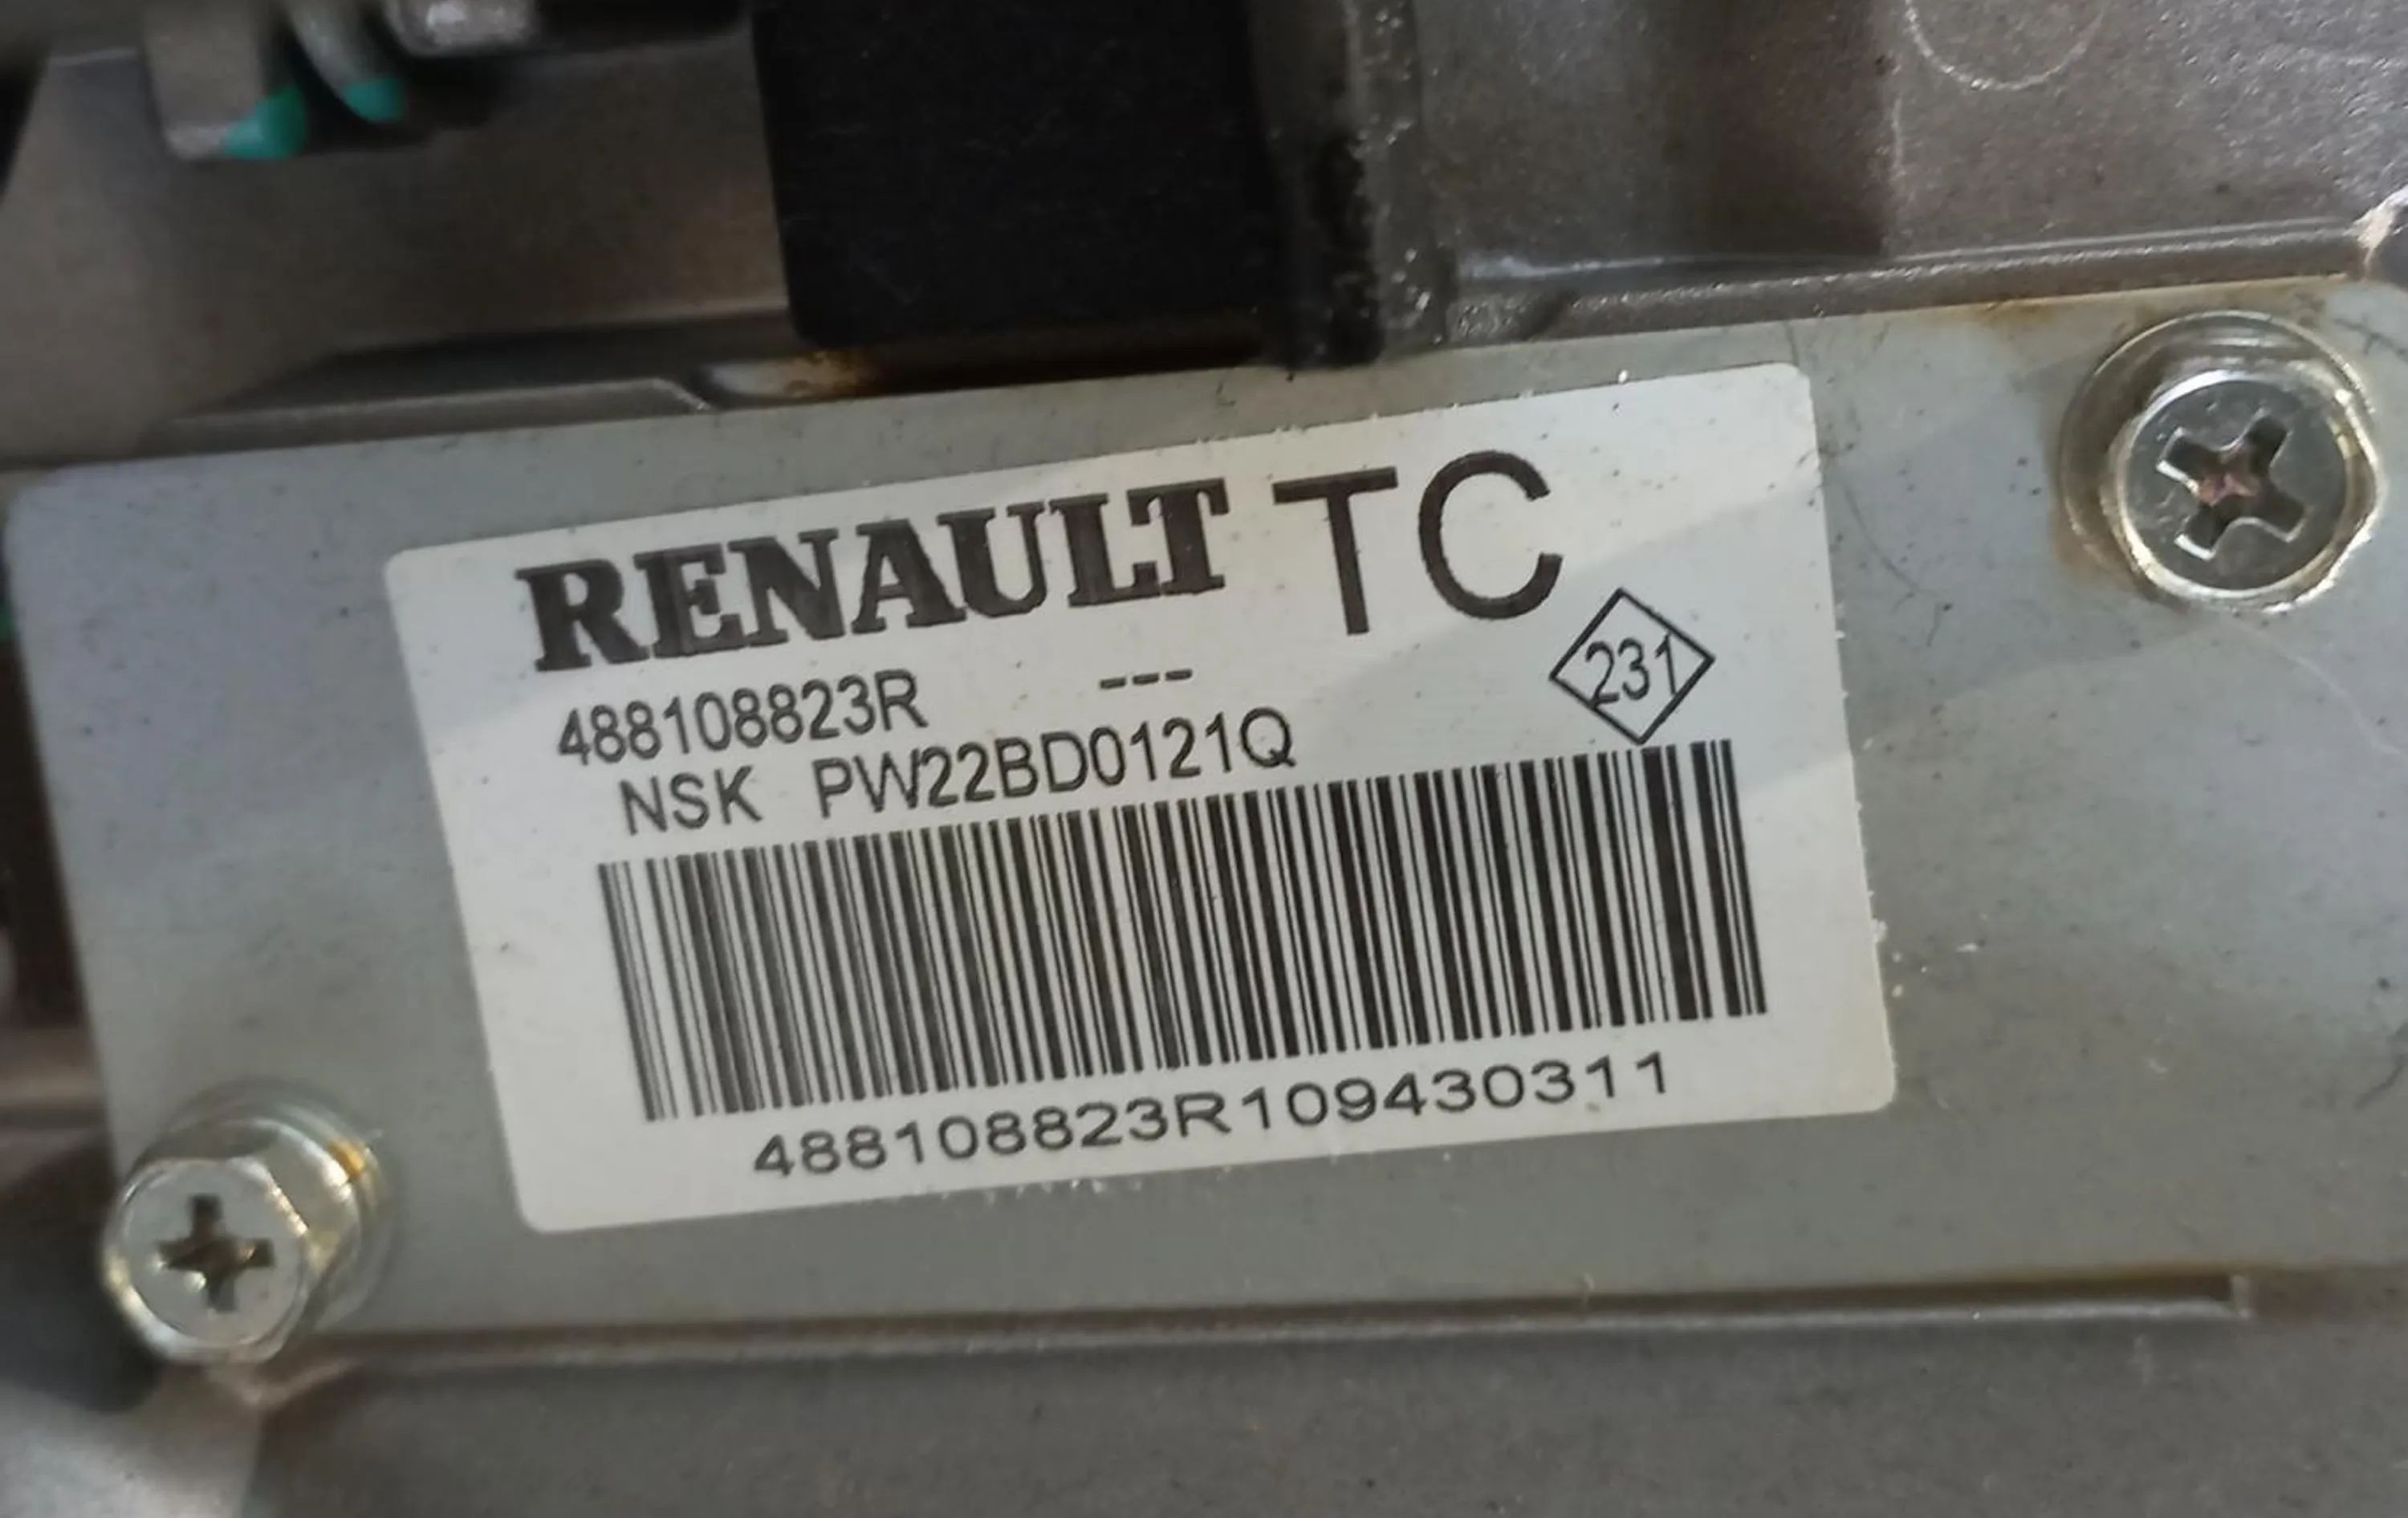 RENAULT TC
488108823R ---
231
NSK PW22BD0121Q
488108823R109430311